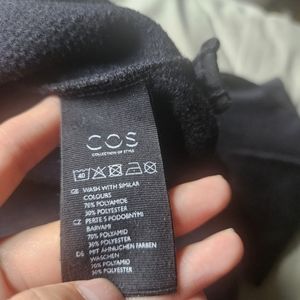 COS
COLLECTION OF STYLE
40
GB WASH WITH SIMILAR
COLOURS
70% POLYAMIDE
30% POLYESTER
CZ PERTE S PODOBNÝMI
BARVAMI
70% POLYAMID
30% POLYESTER
DE MIT ÄHNLICHEN FARBEN
WASCHEN
70% POLYAMID
30% POLYESTER